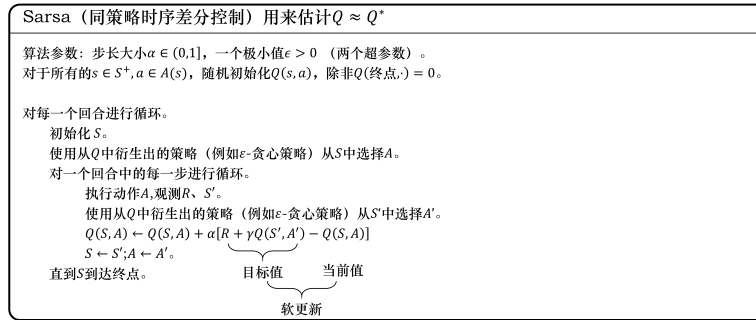 Sarsa（同策略时序差分控制）用来估计Q ≈ Q*
算法参数：步长大小α ∈ (0,1]，一个极小值ϵ > 0 （两个超参数）。
对于所有的s ∈ S⁺, a ∈ A(s)，随机初始化Q(s, a)，除非Q(终点,·) = 0。
对每一个回合进行循环。
初始化 S。
使用从Q中衍生出的策略（例如ε-贪心策略）从S中选择A。
对一个回合中的每一步进行循环。
执行动作A,观测R、S′。
使用从Q中衍生出的策略（例如ε-贪心策略）从S′中选择A′。
Q(S, A) ← Q(S, A) + α[R + γQ(S′, A′) − Q(S, A)]
S ← S′; A ← A′。
直到S到达终点。
目标值 当前值
软更新